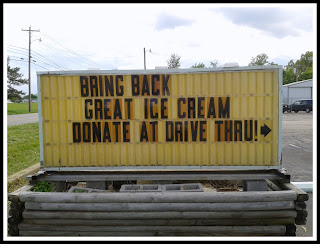 BRING BACK
GREAT ICE CREAM
DONATE AT DRIVE THRU!